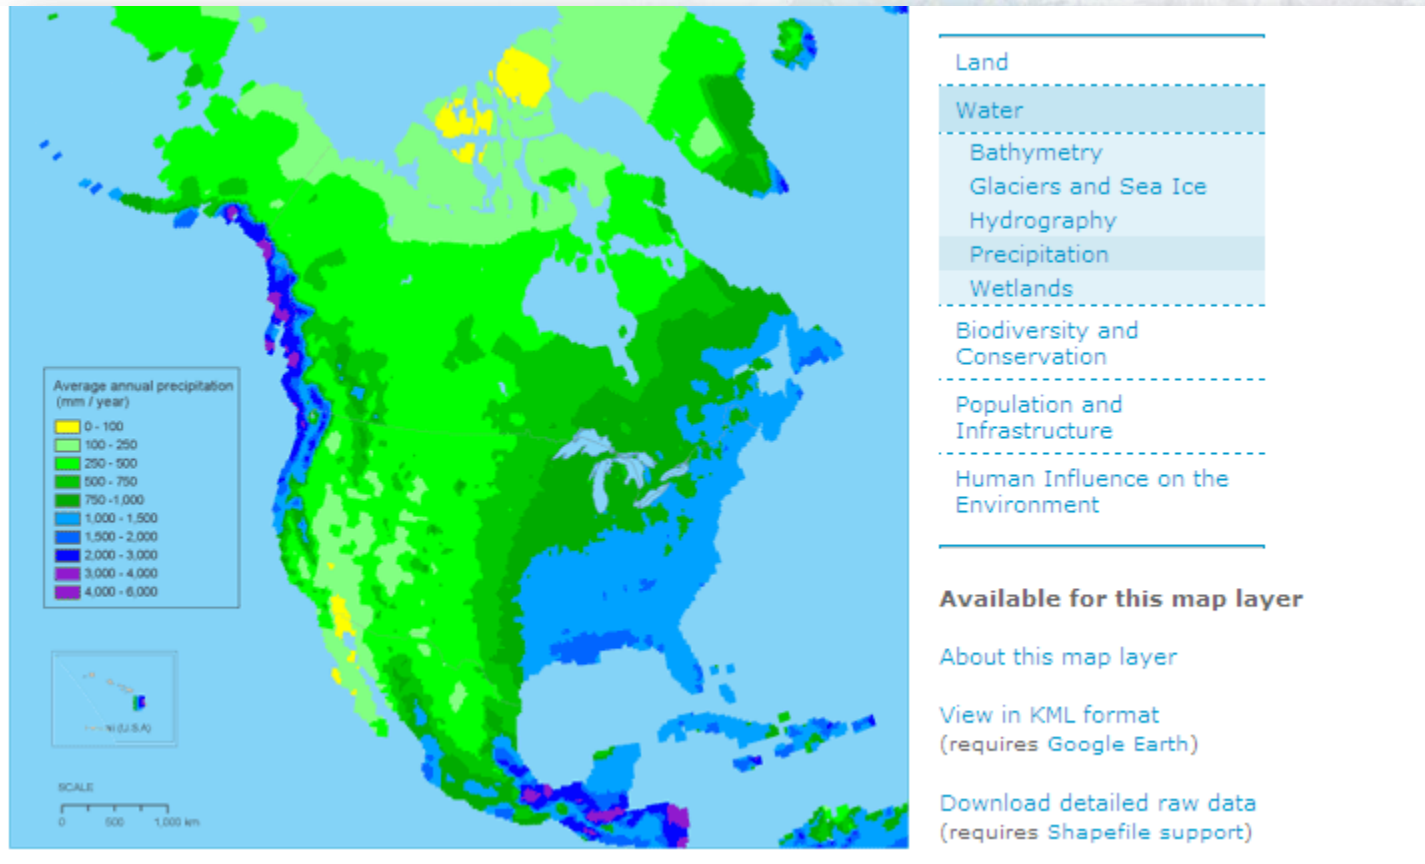 Average annual precipitation
(mm / year)
0 - 100
100 - 250
250 - 500
500 - 750
750 -1,000
1,000 - 1,500
1,500 - 2,000
2,000 - 3,000
3,000 - 4,000
4,000 - 6,000
(U.S.A)
SCALE
0 500 1,000 km
Land
Water
Bathymetry
Glaciers and Sea Ice
Hydrography
Precipitation
Wetlands
Biodiversity and
Conservation
Population and
Infrastructure
Human Influence on the
Environment
Available for this map layer
About this map layer
View in KML format
(requires Google Earth)
Download detailed raw data
(requires Shapefile support)